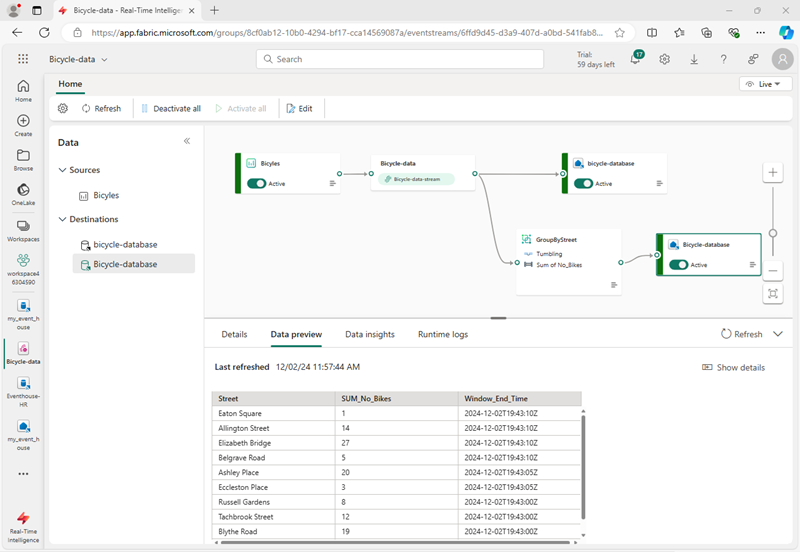 Bicycle-data - Real-Time Intelligence
https://app.fabric.microsoft.com/groups/8cf0ab12-10b0-4294-bf17-cca14569087a/eventstreams/6ffd9d45-d3a9-407d-a0bd-541fab8...
Bicycle-data
Search
Trial:
59 days left
17
Home
Live
Refresh
Deactivate all
Activate all
Edit
Home
Create
Browse
OneLake
Workspaces
workspace4
6304590
my_event_h
ouse
Bicycle-data
Eventhouse-
HR
my_event_h
ouse
Real-Time
Intelligence
Data
Sources
Bicyles
Destinations
bicycle-database
Bicycle-database
Bicyles
Active
Bicycle-data
Bicycle-data-stream
bicycle-database
Active
GroupByStreet
Tumbling
Sum of No_Bikes
Bicycle-database
Active
Details
Data preview
Data insights
Runtime logs
Refresh
Last refreshed 12/02/24 11:57:44 AM
Show details
Street SUM_No_Bikes Window_End_Time
Eaton Square 1 2024-12-02T19:43:10Z
Allington Street 14 2024-12-02T19:43:10Z
Elizabeth Bridge 27 2024-12-02T19:43:10Z
Belgrave Road 5 2024-12-02T19:43:10Z
Ashley Place 20 2024-12-02T19:43:05Z
Eccleston Place 3 2024-12-02T19:43:05Z
Russell Gardens 8 2024-12-02T19:43:00Z
Tachbrook Street 12 2024-12-02T19:43:00Z
Blythe Road 19 2024-12-02T19:43:00Z